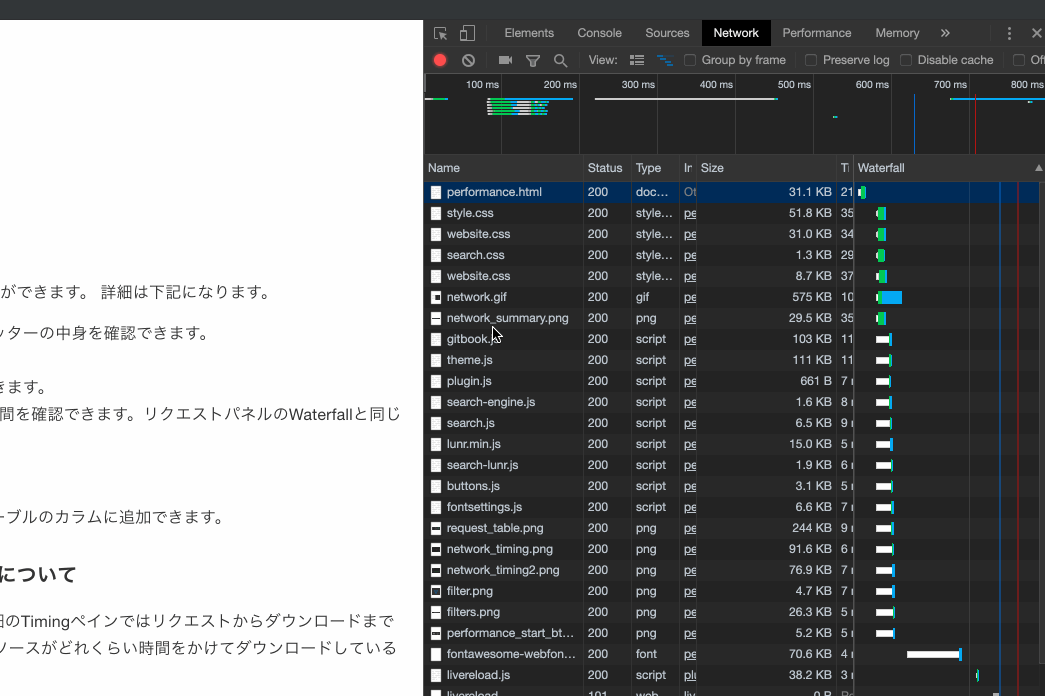 Elements Console Sources Network Performance Memory »
View: Group by frame Preserve log Disable cache
100 ms 200 ms 300 ms 400 ms 500 ms 600 ms 700 ms 800 ms
Name Status Type Size Waterfall
performance.html 200 doc... Ot 31.1 KB 21
style.css 200 style... pe 51.8 KB 35
website.css 200 style... pe 31.0 KB 34
search.css 200 style... pe 1.3 KB 29
website.css 200 style... pe 8.7 KB 37
network.gif 200 gif pe 575 KB 10
network_summary.png 200 png pe 29.5 KB 35
gitbook.js 200 script pe 103 KB 11
theme.js 200 script pe 111 KB 11
plugin.js 200 script pe 661 B 7
search-engine.js 200 script pe 1.6 KB 8
search.js 200 script pe 6.5 KB 9
lunr.min.js 200 script pe 15.0 KB 5
search-lunr.js 200 script pe 1.9 KB 6
buttons.js 200 script pe 3.1 KB 5
fontsettings.js 200 script pe 6.6 KB 7
request_table.png 200 png pe 244 KB 9
network_timing.png 200 png pe 91.6 KB 6
network_timing2.png 200 png pe 76.9 KB 7
filter.png 200 png pe 4.7 KB 7
filters.png 200 png pe 26.3 KB 5
performance_start_bt... 200 png pe 5.2 KB 5
fontawesome-webfon... 200 font pe 70.6 KB 4
livereload.js 200 script plu 38.2 KB 3
livereload 101 web liv 0 B
ができます。 詳細は下記になります。
ッターの中身を確認できます。
きます。
間を確認できます。リクエストパネルのWaterfallと同じ
ーブルのカラムに追加できます。
について
のTimingペインではリクエストからダウンロードまで
ソースがどれくらい時間をかけてダウンロードしている